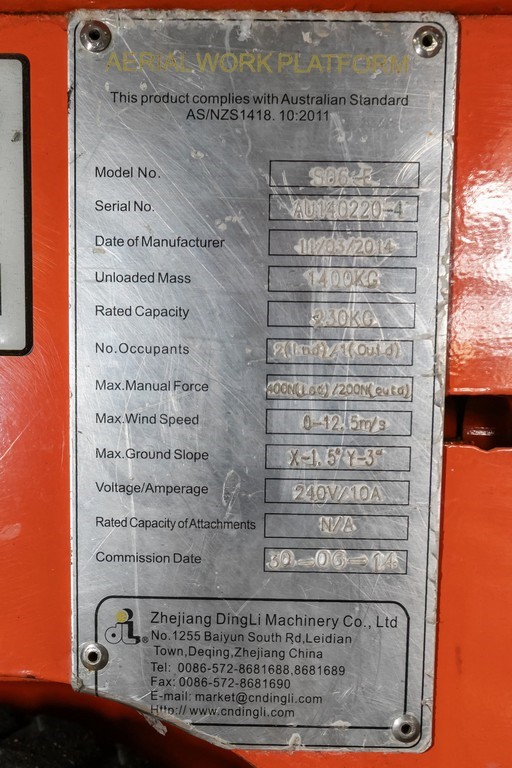 AERIAL WORK PLATFORM
This product complies with Australian Standard
AS/NZS1418. 10:2011
Model No. S06-E
Serial No. AU140220-4
Date of Manufacturer 11/03/2014
Unloaded Mass 1400KG
Rated Capacity 230KG
No.Occupants 2(Ind)/1(Outd)
Max.Manual Force 400N(ind)/200N(outd)
Max.Wind Speed 0-12.5m/s
Max.Ground Slope X-1.5° Y-3°
Voltage/Amperage 240V/10A
Rated Capacity of Attachments N/A
Commission Date 30-06-14
Zhejiang DingLi Machinery Co., Ltd
No.1255 Baiyun South Rd,Leidian
Town,Deqing,Zhejiang China
Tel: 0086-572-8681688,8681689
Fax: 0086-572-8681690
E-mail: market@cndingli.com
Http:// www.cndingli.com